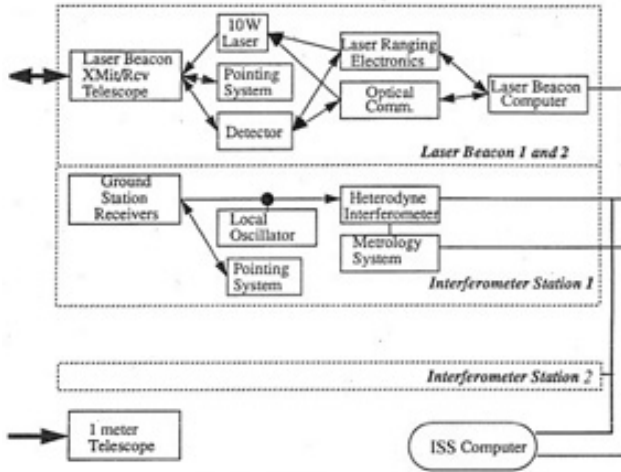 Laser Beacon
XMit/Rcv
Telescope
10W
Laser
Pointing
System
Detector
Laser Ranging
Electronics
Optical
Comm.
Laser Beacon
Computer
Laser Beacon 1 and 2
Ground
Station
Receivers
Local
Oscillator
Pointing
System
Heterodyne
Interferometer
Metrology
System
Interferometer Station 1
Interferometer Station 2
1 meter
Telescope
ISS Computer